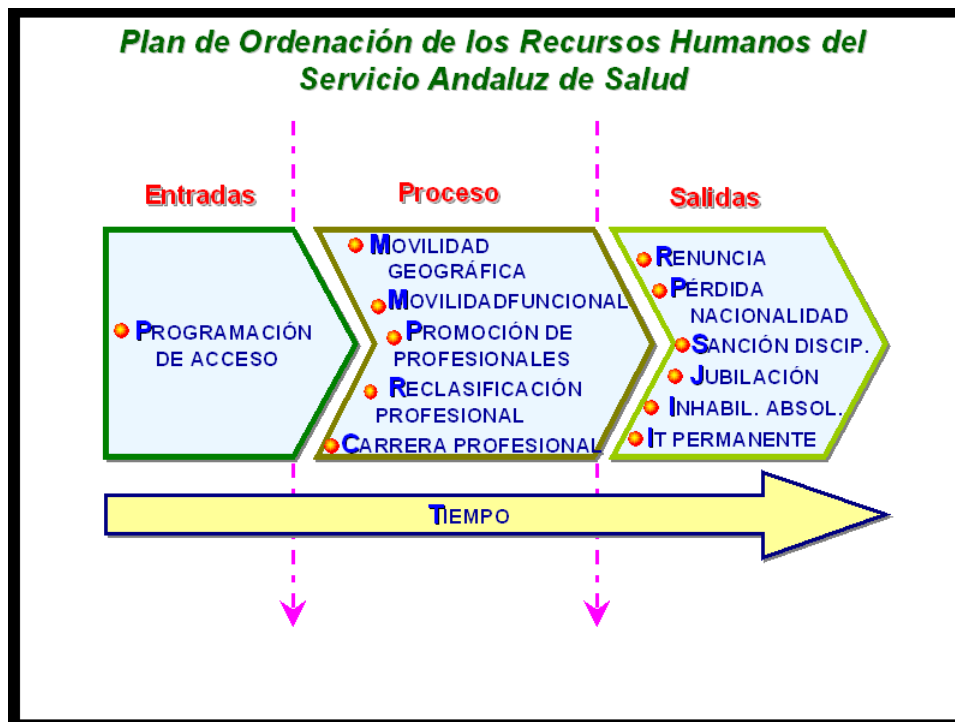 Plan de Ordenación de los Recursos Humanos del
Servicio Andaluz de Salud
Entradas
PROGRAMACIÓN
DE ACCESO
Proceso
MOVILIDAD
GEOGRÁFICA
MOVILIDADFUNCIONAL
PROMOCIÓN DE
PROFESIONALES
RECLASIFICACIÓN
PROFESIONAL
CARRERA PROFESIONAL
Salidas
RENUNCIA
PÉRDIDA
NACIONALIDAD
SANCIÓN DISCIP.
JUBILACIÓN
INHABIL. ABSOL.
IT PERMANENTE
TIEMPO